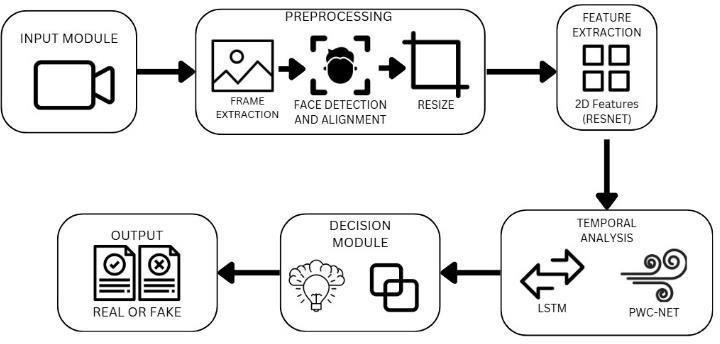 INPUT MODULE
PREPROCESSING
FRAME
EXTRACTION
FACE DETECTION
AND ALIGNMENT
RESIZE
FEATURE
EXTRACTION
2D Features
(RESNET)
TEMPORAL
ANALYSIS
LSTM
PWC-NET
DECISION
MODULE
OUTPUT
REAL OR FAKE